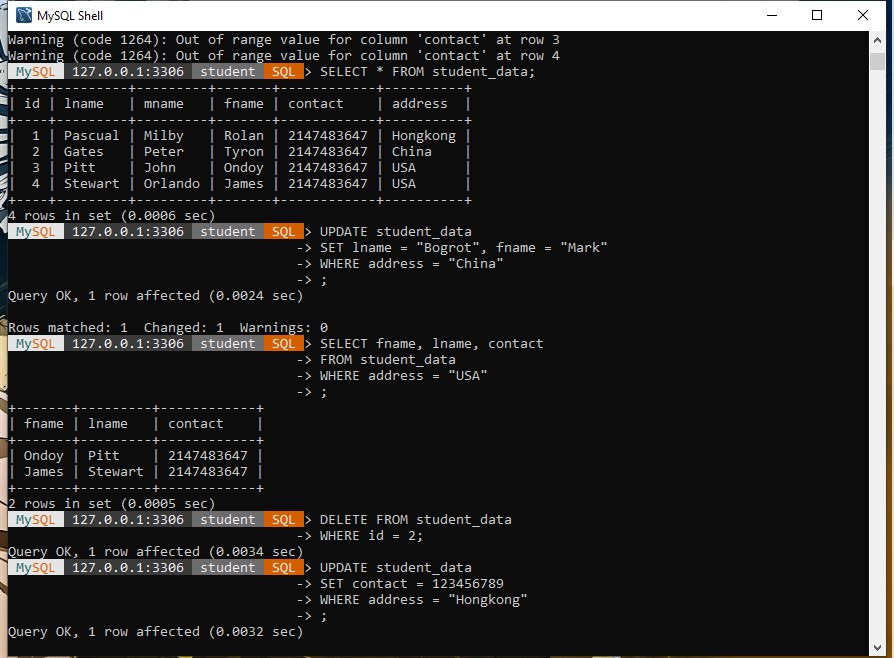 MySQL Shell
Warning (code 1264): Out of range value for column 'contact' at row 3
Warning (code 1264): Out of range value for column 'contact' at row 4
MySQL 127.0.0.1:3306 student SQL > SELECT * FROM student_data;
+----+---------+---------+-------+------------+----------+
| id | lname   | mname   | fname | contact    | address  |
+----+---------+---------+-------+------------+----------+
|  1 | Pascual | Milby   | Rolan | 2147483647 | Hongkong |
|  2 | Gates   | Peter   | Tyron | 2147483647 | China    |
|  3 | Pitt    | John    | Ondoy | 2147483647 | USA      |
|  4 | Stewart | Orlando | James | 2147483647 | USA      |
+----+---------+---------+-------+------------+----------+
4 rows in set (0.0006 sec)
MySQL 127.0.0.1:3306 student SQL > UPDATE student_data
-> SET lname = "Bogrot", fname = "Mark"
-> WHERE address = "China"
-> ;
Query OK, 1 row affected (0.0024 sec)
Rows matched: 1  Changed: 1  Warnings: 0
MySQL 127.0.0.1:3306 student SQL > SELECT fname, lname, contact
-> FROM student_data
-> WHERE address = "USA"
-> ;
+-------+---------+------------+
| fname | lname   | contact    |
+-------+---------+------------+
| Ondoy | Pitt    | 2147483647 |
| James | Stewart | 2147483647 |
+-------+---------+------------+
2 rows in set (0.0005 sec)
MySQL 127.0.0.1:3306 student SQL > DELETE FROM student_data
-> WHERE id = 2;
Query OK, 1 row affected (0.0034 sec)
MySQL 127.0.0.1:3306 student SQL > UPDATE student_data
-> SET contact = 123456789
-> WHERE address = "Hongkong"
-> ;
Query OK, 1 row affected (0.0032 sec)